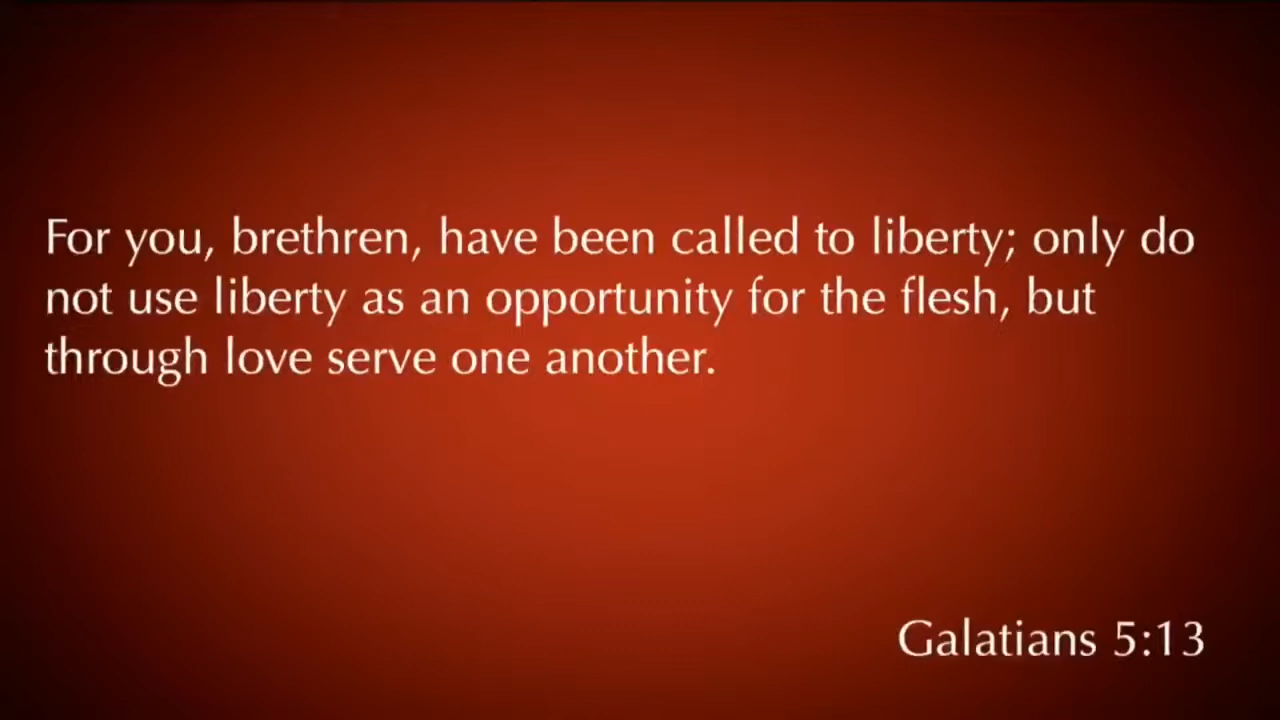 For you, brethren, have been called to liberty; only do
not use liberty as an opportunity for the flesh, but
through love serve one another.
Galatians 5:13